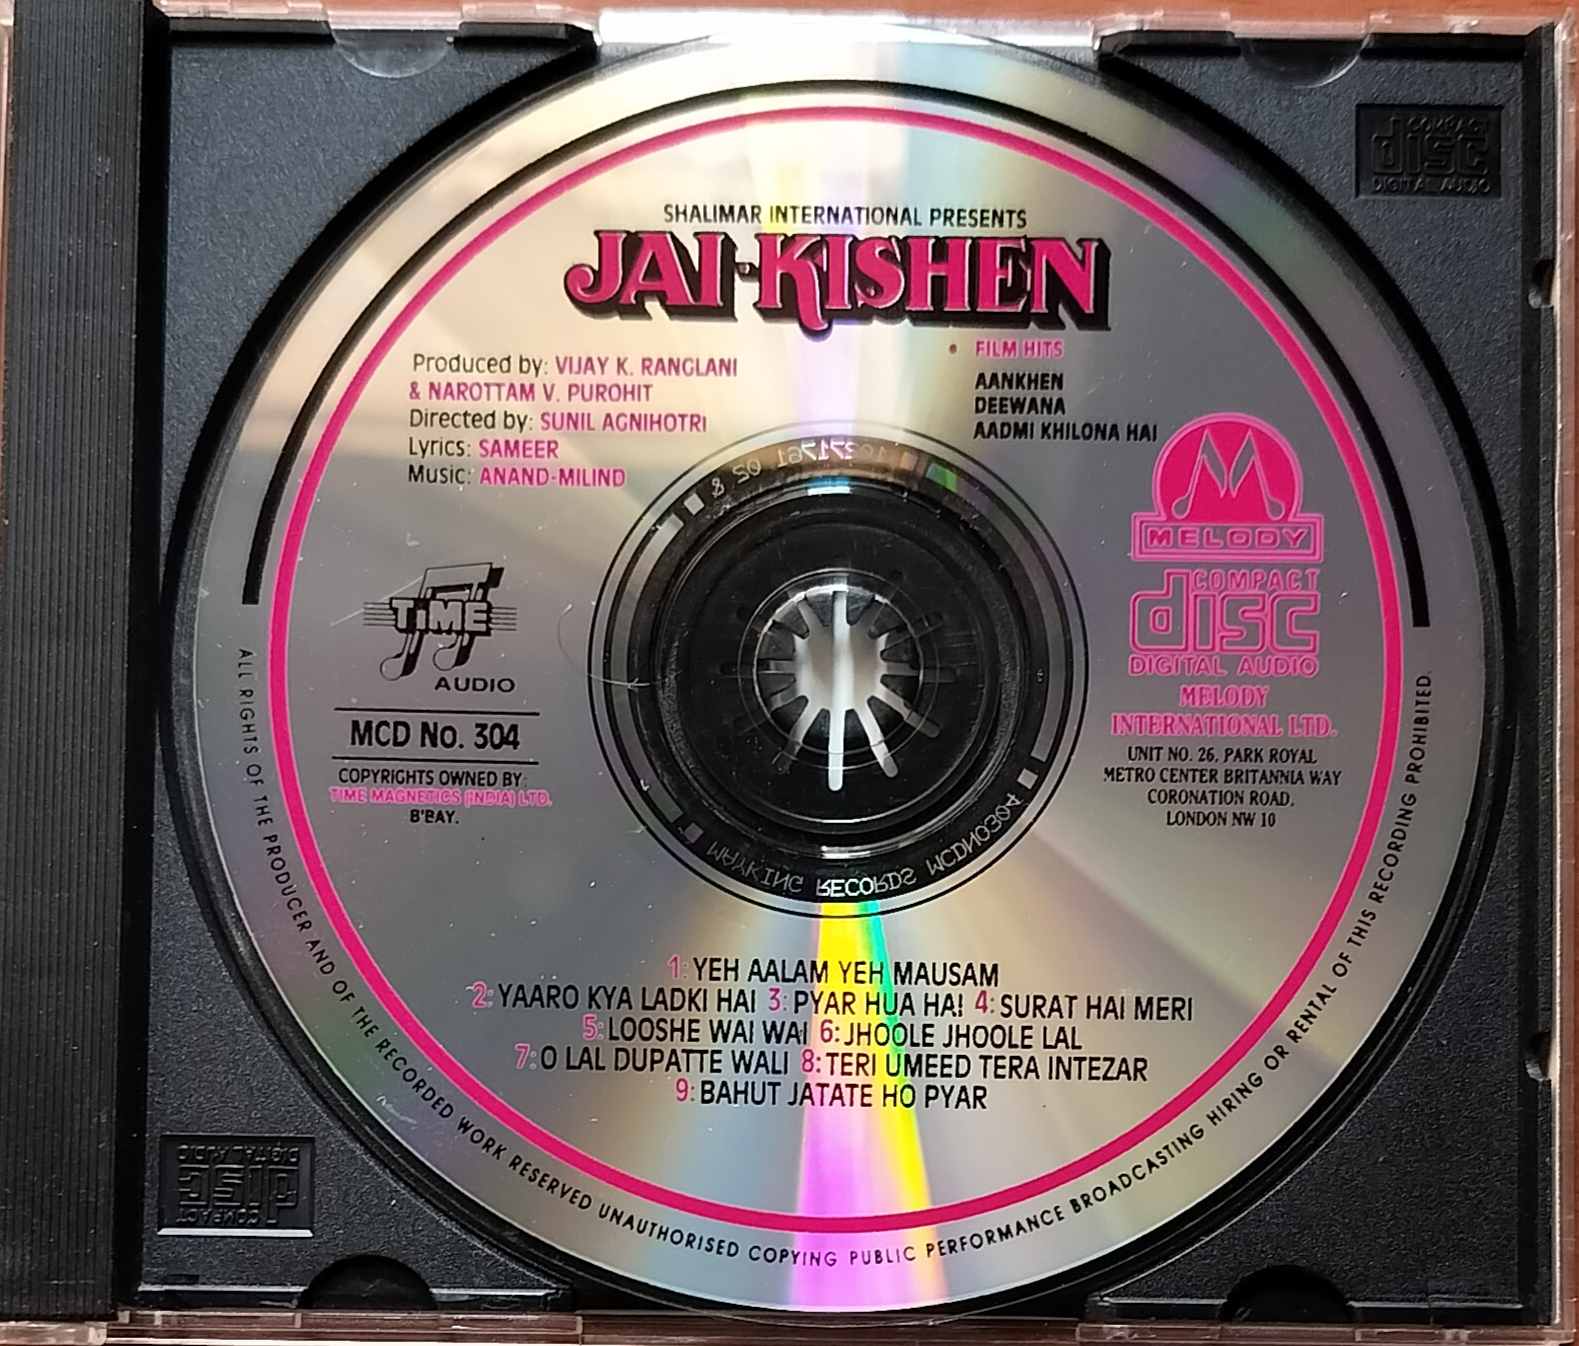 SHALIMAR INTERNATIONAL PRESENTS
JAI-KISHEN
Produced by: VIJAY K. RANGLANI
& NAROTTAM V. PUROHIT
Directed by: SUNIL AGNIHOTRI
Lyrics: SAMEER
Music: ANAND-MILIND
• FILM HITS
AANKHEN
DEEWANA
AADMI KHILONA HAI
TiME
AUDIO
MCD No. 304
COPYRIGHTS OWNED BY:
TIME MAGNETICS (INDIA) LTD.
B'BAY.
MELODY
COMPACT
disc
DIGITAL AUDIO
MELODY
INTERNATIONAL LTD.
UNIT NO. 26, PARK ROYAL
METRO CENTER BRITANNIA WAY
CORONATION ROAD,
LONDON NW 10
MAYKING RECORDS MCDNO304
1: YEH AALAM YEH MAUSAM
2: YAARO KYA LADKI HAI 3: PYAR HUA HAI 4: SURAT HAI MERI
5: LOOSHE WAI WAI 6: JHOOLE JHOOLE LAL
7: O LAL DUPATTE WALI 8: TERI UMEED TERA INTEZAR
9: BAHUT JATATE HO PYAR
ALL RIGHTS OF THE PRODUCER AND OF THE RECORDED WORK RESERVED UNAUTHORISED COPYING PUBLIC PERFORMANCE BROADCASTING HIRING OR RENTAL OF THIS RECORDING PROHIBITED.
COMPACT
disc
DIGITAL AUDIO
COMPACT
disc
DIGITAL AUDIO